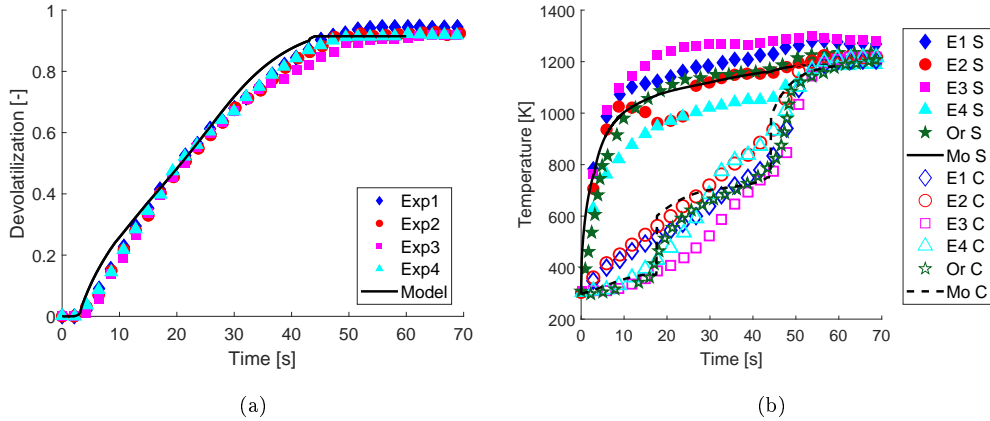 1
0.8
0.6
0.4
0.2
0
Devolatilization [-]
0 10 20 30 40 50 60 70
Time [s]
Exp1
Exp2
Exp3
Exp4
Model
(a)
1400
1200
1000
800
600
400
200
Temperature [K]
0 10 20 30 40 50 60 70
Time [s]
E1 S
E2 S
E3 S
E4 S
Or S
Mo S
E1 C
E2 C
E3 C
E4 C
Or C
Mo C
(b)